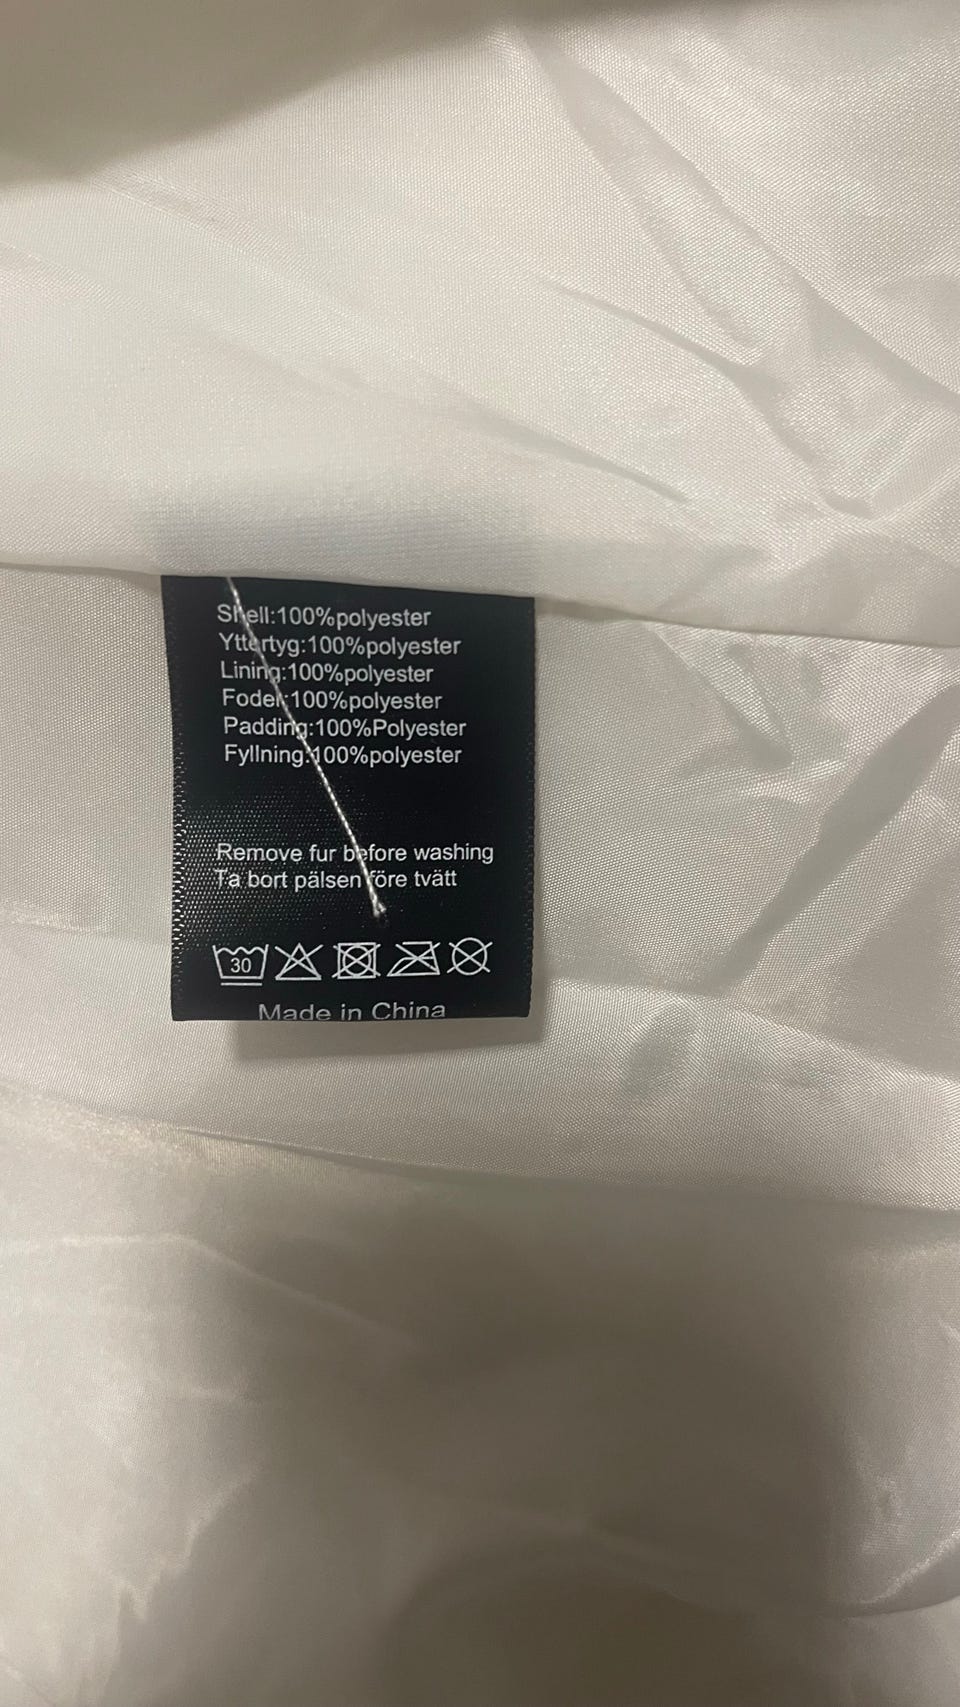 Shell:100%polyester
Yttertyg:100%polyester
Lining:100%polyester
Foder:100%polyester
Padding:100%Polyester
Fyllning:100%polyester
Remove fur before washing
Ta bort pälsen före tvätt
30
Made in China